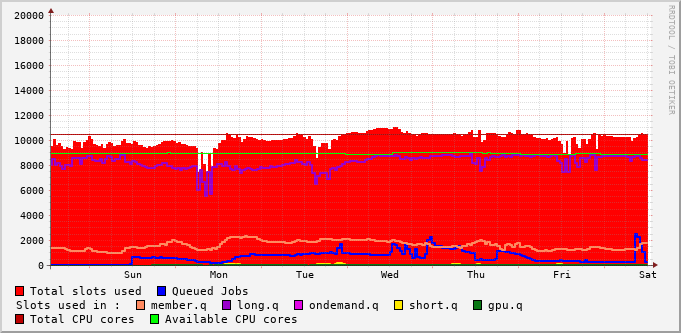 20000
18000
16000
14000
12000
10000
8000
6000
4000
2000
0
Sun Mon Tue Wed Thu Fri Sat
RRDTOOL / TOBI OETIKER
Total slots used Queued Jobs
Slots used in : member.q long.q ondemand.q short.q gpu.q
Total CPU cores Available CPU cores